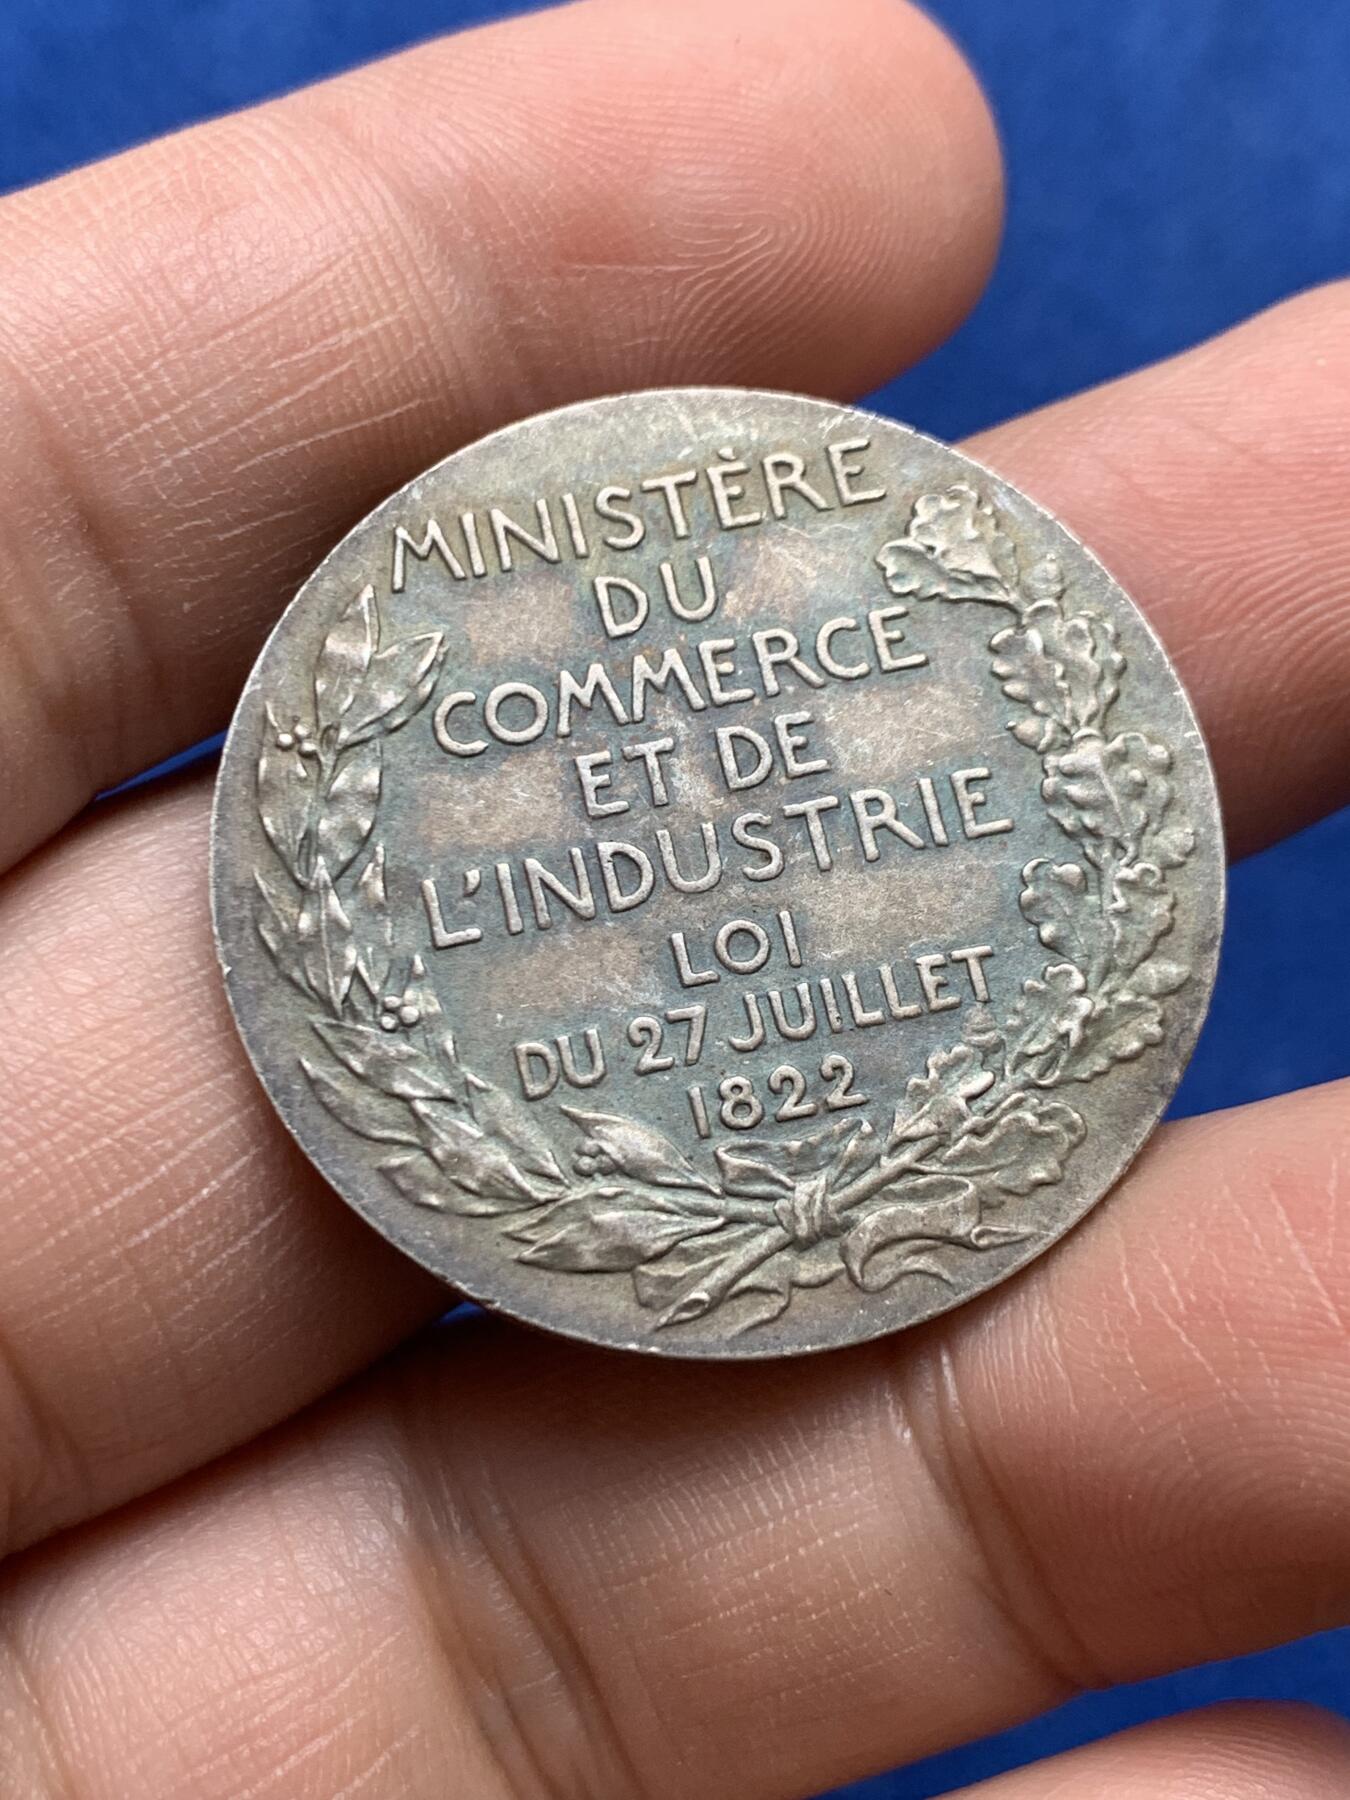 MINISTÈRE
DU
COMMERCE
ET DE
L'INDUSTRIE
LOI
DU 27 JUILLET
1822